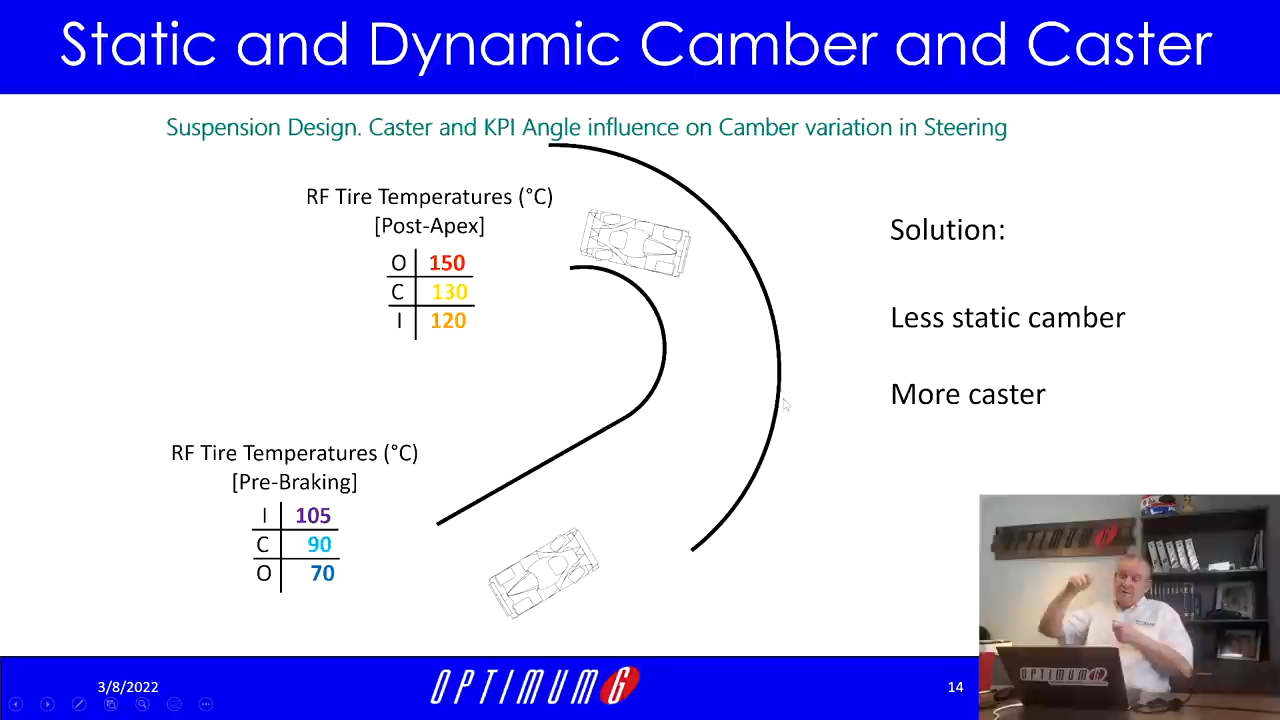 Static and Dynamic Camber and Caster
Suspension Design. Caster and KPI Angle influence on Camber variation in Steering
RF Tire Temperatures (°C)
[Post-Apex]
O 150
C 130
I 120
Solution:
Less static camber
More caster
RF Tire Temperatures (°C)
[Pre-Braking]
I 105
C 90
O 70
OPTIMUM G
OPTIMUMG
3/8/2022
OPTIMUM G
14